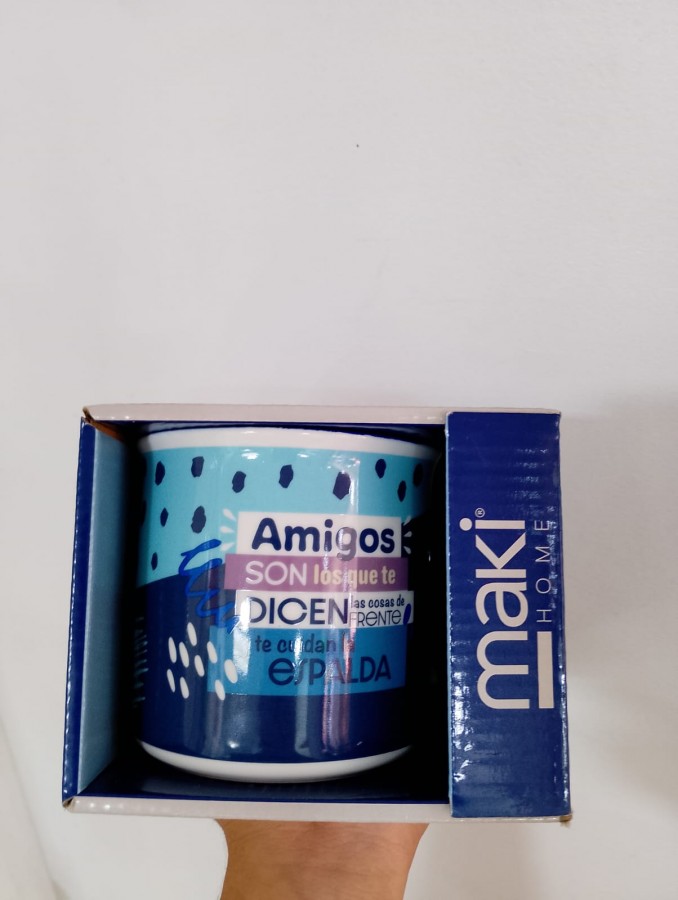 Amigos
SON los que te
DICEN las cosas de
FRENTE
te cuidan la
ESPALDA
maki®
HOME